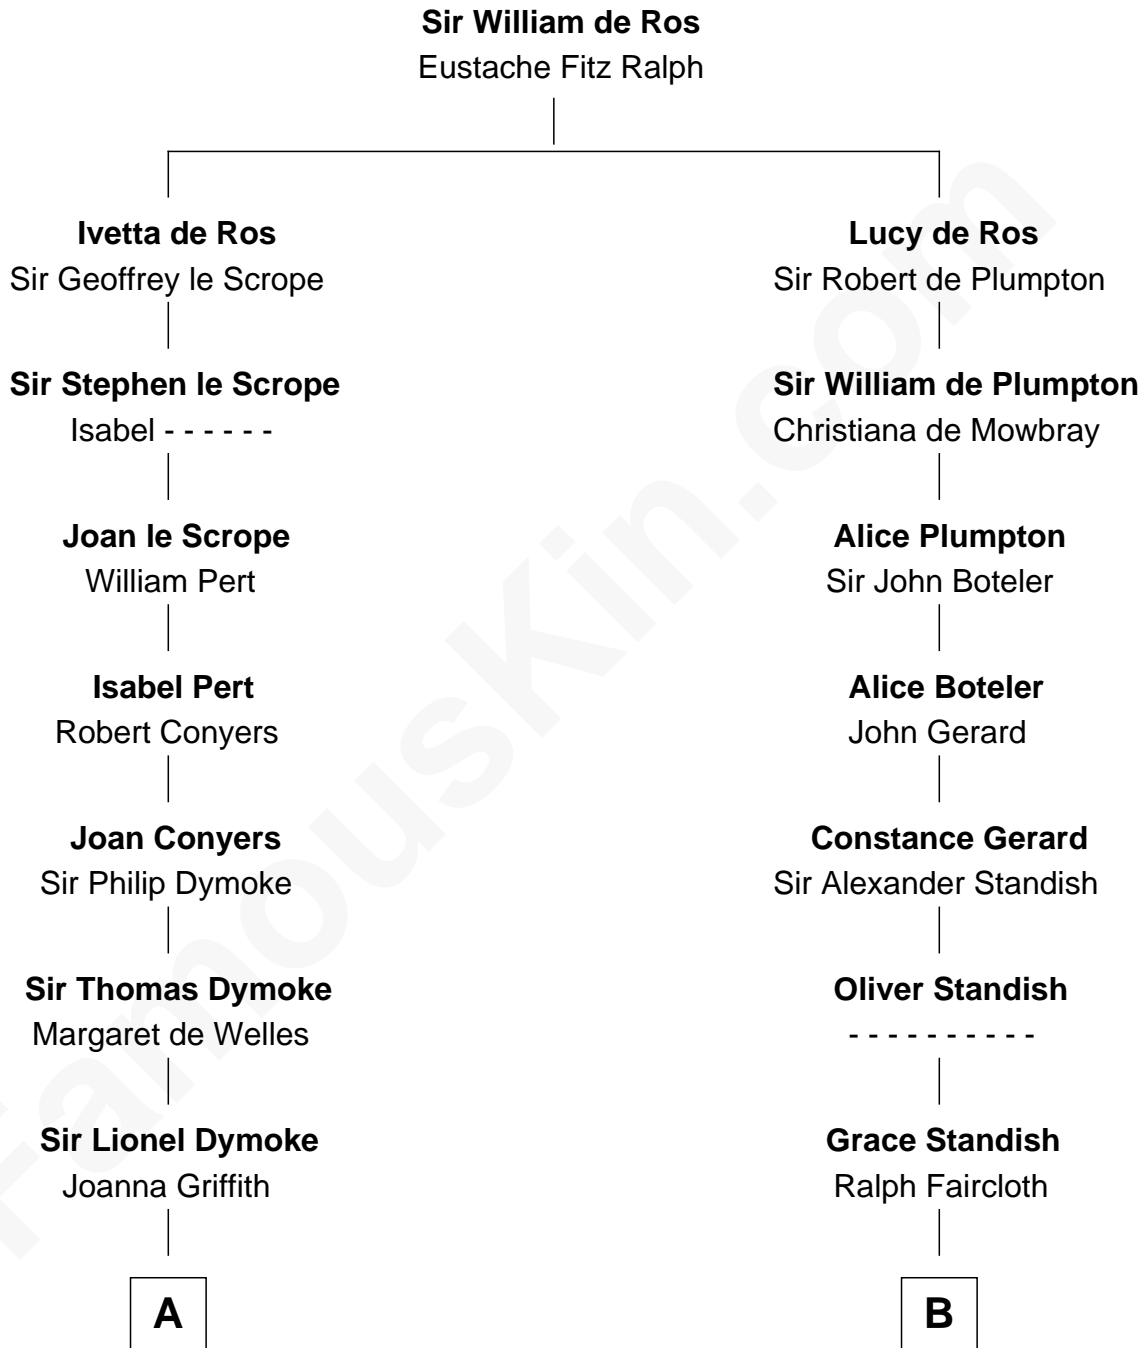 Sir William de Ros
Eustache Fitz Ralph
Ivetta de Ros
Sir Geoffrey le Scrope
Lucy de Ros
Sir Robert de Plumpton
Sir Stephen le Scrope
Isabel - - - - - -
Sir William de Plumpton
Christiana de Mowbray
Joan le Scrope
William Pert
Alice Plumpton
Sir John Boteler
Isabel Pert
Robert Conyers
Alice Boteler
John Gerard
Joan Conyers
Sir Philip Dymoke
Constance Gerard
Sir Alexander Standish
Sir Thomas Dymoke
Margaret de Welles
Oliver Standish
- - - - - - - - - -
Sir Lionel Dymoke
Joanna Griffith
Grace Standish
Ralph Faircloth
A
B
FamousKin.com